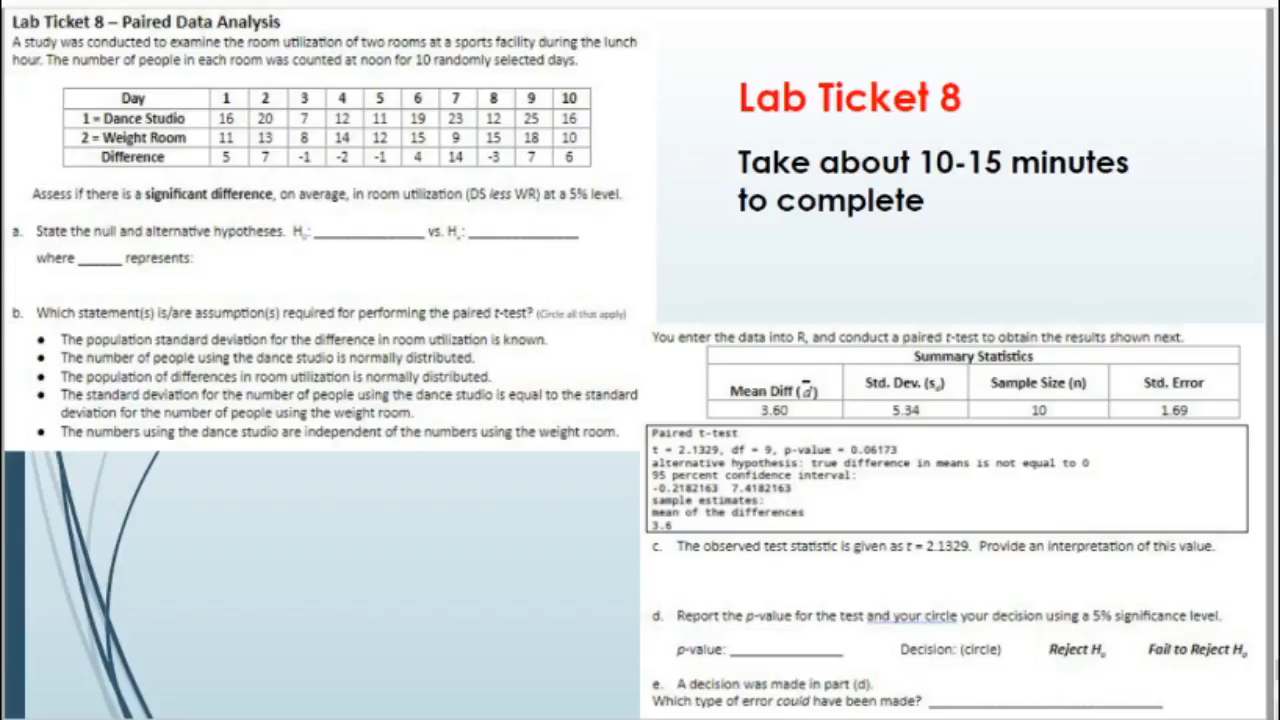 Lab Ticket 8 – Paired Data Analysis
A study was conducted to examine the room utilization of two rooms at a sports facility during the lunch
hour. The number of people in each room was counted at noon for 10 randomly selected days.
Day 1 2 3 4 5 6 7 8 9 10
1 = Dance Studio 16 20 7 12 11 19 23 12 25 16
2 = Weight Room 11 13 8 14 12 15 9 15 18 10
Difference 5 7 -1 -2 -1 4 14 -3 7 6
Assess if there is a significant difference, on average, in room utilization (DS less WR) at a 5% level.
a. State the null and alternative hypotheses. H₀: _______________ vs. Hₐ: _______________
where ______ represents:
b. Which statement(s) is/are assumption(s) required for performing the paired t-test? (Circle all that apply)
• The population standard deviation for the difference in room utilization is known.
• The number of people using the dance studio is normally distributed.
• The population of differences in room utilization is normally distributed.
• The standard deviation for the number of people using the dance studio is equal to the standard
deviation for the number of people using the weight room.
• The numbers using the dance studio are independent of the numbers using the weight room.
Lab Ticket 8
Take about 10-15 minutes
to complete
You enter the data into R, and conduct a paired t-test to obtain the results shown next.
Summary Statistics
Mean Diff (d̅) Std. Dev. (s_d) Sample Size (n) Std. Error
3.60 5.34 10 1.69
Paired t-test
t = 2.1329, df = 9, p-value = 0.06173
alternative hypothesis: true difference in means is not equal to 0
95 percent confidence interval:
-0.2182163 7.4182163
sample estimates:
mean of the differences
3.6
c. The observed test statistic is given as t = 2.1329. Provide an interpretation of this value.
d. Report the p-value for the test and your circle your decision using a 5% significance level.
p-value: _______________ Decision: (circle) Reject H₀ Fail to Reject H₀
e. A decision was made in part (d).
Which type of error could have been made? _______________